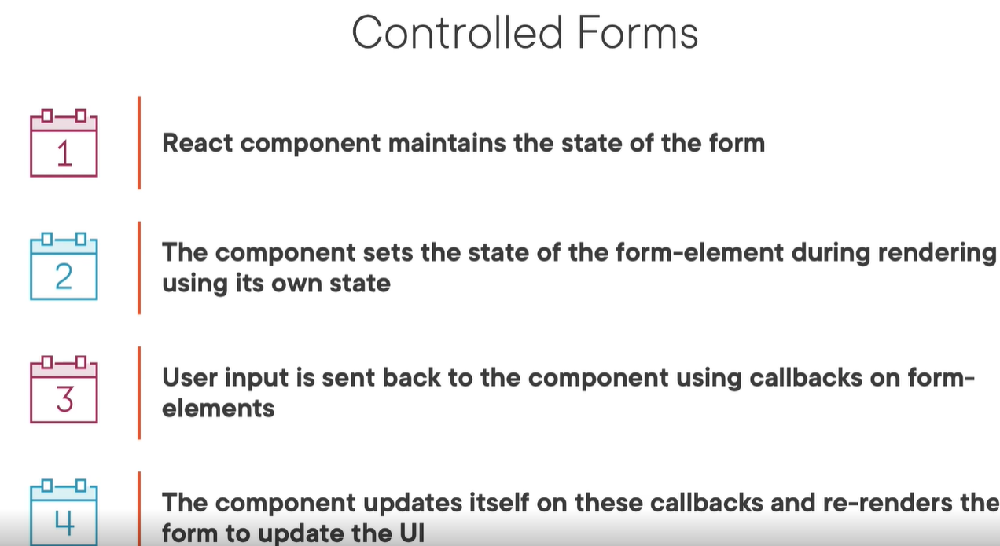 Controlled Forms
1
React component maintains the state of the form
2
The component sets the state of the form-element during rendering
using its own state
3
User input is sent back to the component using callbacks on form-
elements
4
The component updates itself on these callbacks and re-renders the
form to update the UI